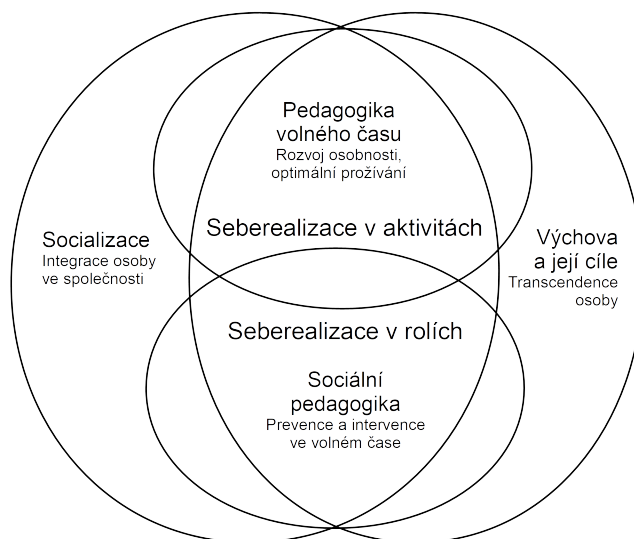 Pedagogika
volného času
Rozvoj osobnosti,
optimální prožívání
Seberealizace v aktivitách
Socializace
Integrace osoby
ve společnosti
Výchova
a její cíle
Transcendence
osoby
Seberealizace v rolích
Sociální
pedagogika
Prevence a intervence
ve volném čase